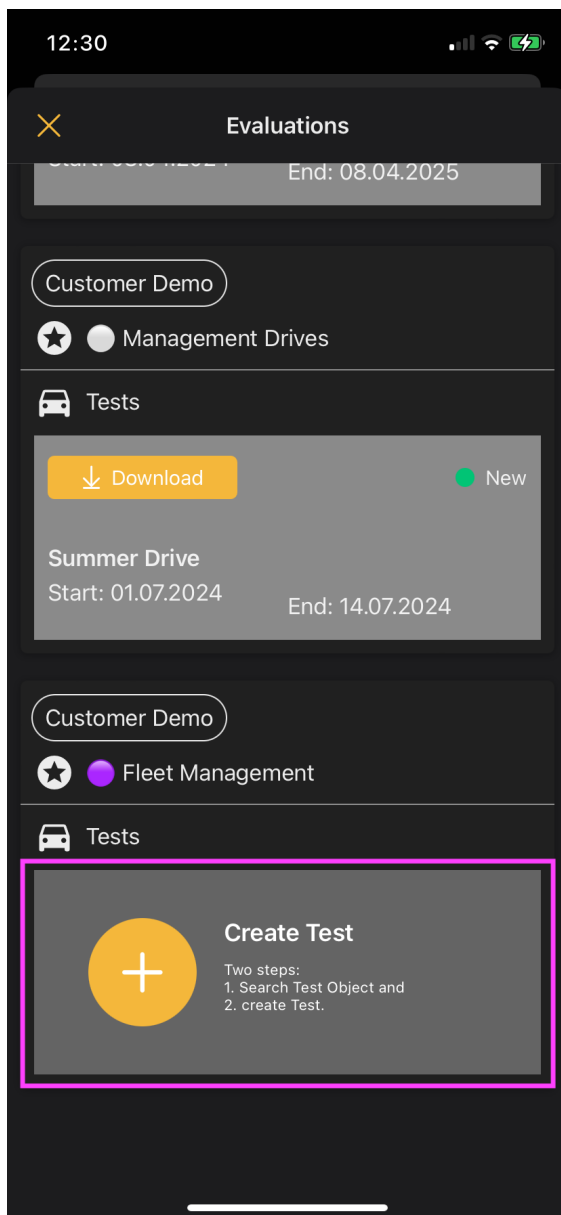 12:30
Evaluations
End: 08.04.2025
Customer Demo
Management Drives
Tests
Download
New
Summer Drive
Start: 01.07.2024
End: 14.07.2024
Customer Demo
Fleet Management
Tests
Create Test
Two steps:
1. Search Test Object and
2. create Test.